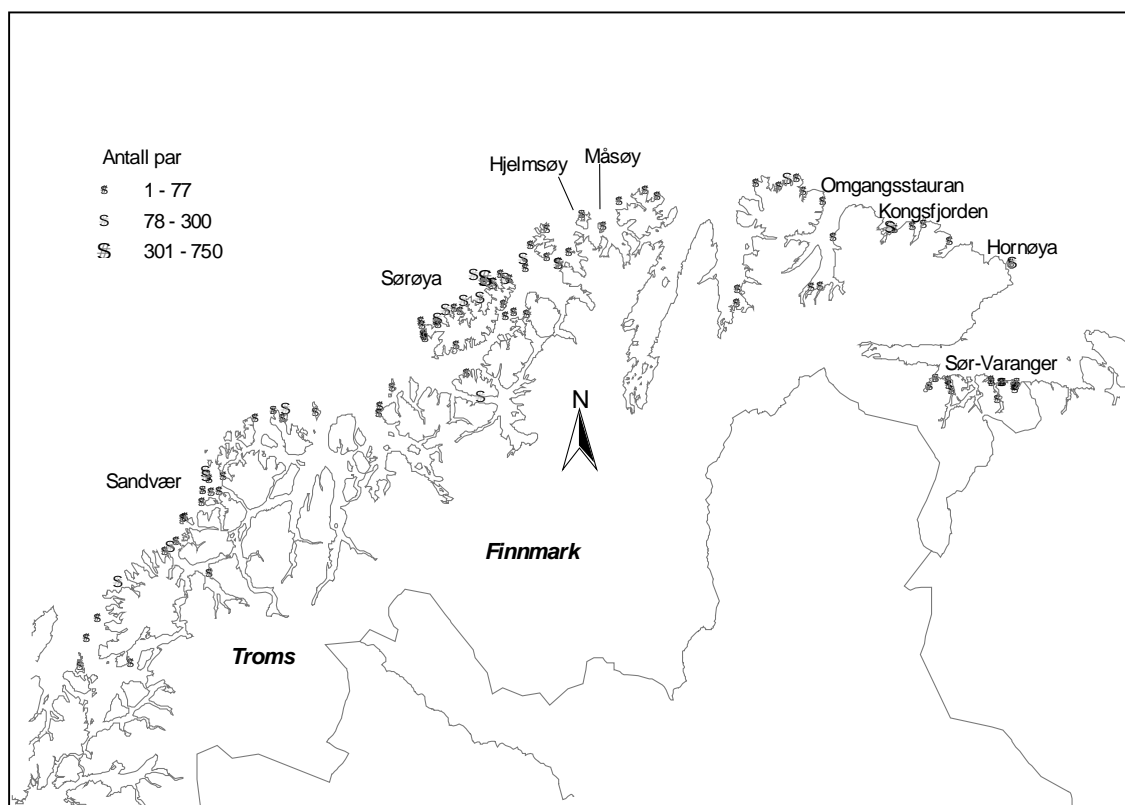 Antall par
1 - 77
78 - 300
301 - 750
Hjelmsøy
Måsøy
Omgangsstauran
Kongsfjorden
Hornøya
Sørøya
Sør-Varanger
N
Sandvær
Finnmark
Troms